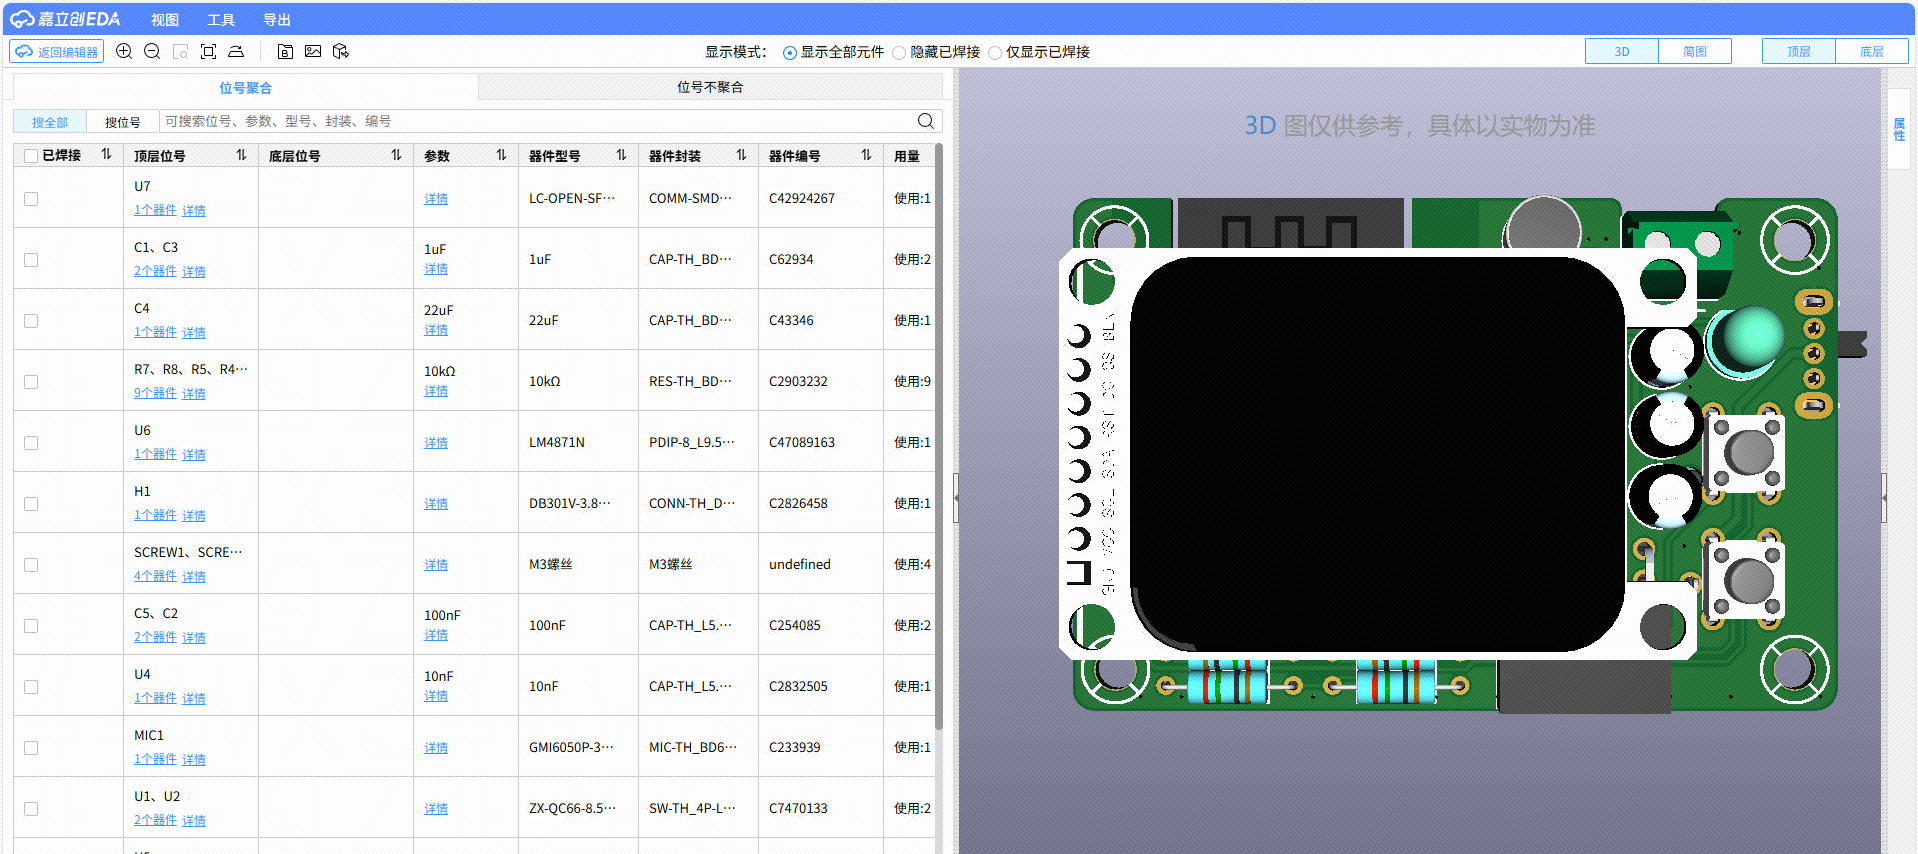 嘉立创EDA 视图 工具 导出
返回编辑器 显示模式： 显示全部元件 隐藏已焊接 仅显示已焊接 3D 简图 顶层 底层
位号聚合 位号不聚合
搜全部 搜位号 可搜索位号、参数、型号、封装、编号
已焊接 顶层位号 底层位号 参数 器件型号 器件封装 器件编号 用量
U7
1个器件 详情 详情 LC-OPEN-SF··· COMM-SMD··· C42924267 使用:1
C1、C3 1uF
2个器件 详情 详情 1uF CAP-TH_BD··· C62934 使用:2
C4 22uF
1个器件 详情 详情 22uF CAP-TH_BD··· C43346 使用:1
R7、R8、R5、R4··· 10kΩ
9个器件 详情 详情 10kΩ RES-TH_BD··· C2903232 使用:9
U6
1个器件 详情 详情 LM4871N PDIP-8_L9.5··· C47089163 使用:1
H1
1个器件 详情 详情 DB301V-3.8··· CONN-TH_D··· C2826458 使用:1
SCREW1、SCRE···
4个器件 详情 详情 M3螺丝 M3螺丝 undefined 使用:4
C5、C2 100nF
2个器件 详情 详情 100nF CAP-TH_L5.··· C254085 使用:2
U4 10nF
1个器件 详情 详情 10nF CAP-TH_L5.··· C2832505 使用:1
MIC1
1个器件 详情 详情 GMI6050P-3··· MIC-TH_BD6··· C233939 使用:1
U1、U2
2个器件 详情 详情 ZX-QC66-8.5··· SW-TH_4P-L··· C7470133 使用:2
3D 图仅供参考，具体以实物为准
属性